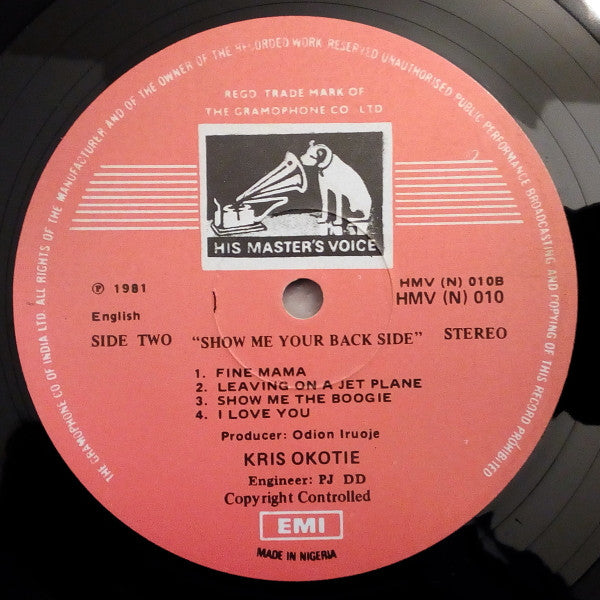 THE GRAMOPHONE CO OF INDIA LTD. ALL RIGHTS OF THE MANUFACTURER AND OF THE OWNER OF THE RECORDED WORK RESERVED UNAUTHORISED PUBLIC PERFORMANCE BROADCASTING AND COPYING OF THIS RECORD PROHIBITED
REGD. TRADE MARK OF
THE GRAMOPHONE CO. LTD
HIS MASTER'S VOICE
℗ 1981
HMV (N) 010B
HMV (N) 010
English
SIDE TWO "SHOW ME YOUR BACK SIDE" STEREO
1. FINE MAMA
2. LEAVING ON A JET PLANE
3. SHOW ME THE BOOGIE
4. I LOVE YOU
Producer: Odion Iruoje
KRIS OKOTIE
Engineer: PJ DD
Copyright Controlled
EMI
MADE IN NIGERIA